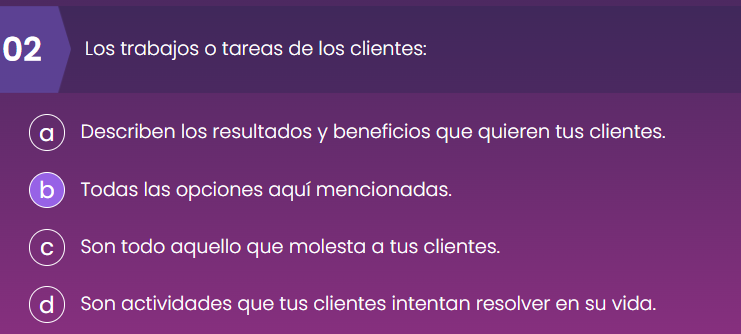 02 Los trabajos o tareas de los clientes:
a Describen los resultados y beneficios que quieren tus clientes.
b Todas las opciones aquí mencionadas.
c Son todo aquello que molesta a tus clientes.
d Son actividades que tus clientes intentan resolver en su vida.